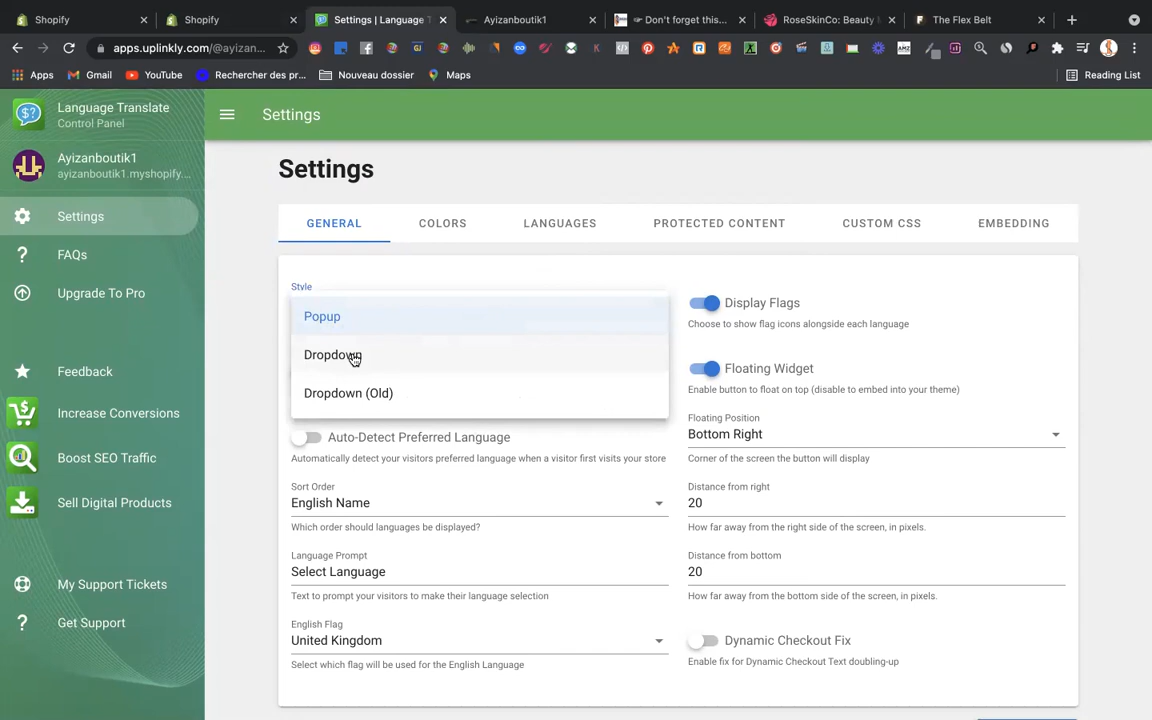 Shopify
Shopify
Settings | Language T
Ayizanboutik1
Don't forget this...
RoseSkinCo: Beauty M
The Flex Belt
apps.uplinkly.com/@ayizan...
Apps
Gmail
YouTube
Rechercher des pr...
Nouveau dossier
Maps
Reading List
Language Translate
Control Panel
Ayizanboutik1
ayizanboutik1.myshopify....
Settings
FAQs
Upgrade To Pro
Feedback
Increase Conversions
Boost SEO Traffic
Sell Digital Products
My Support Tickets
Get Support
Settings
Settings
GENERAL
COLORS
LANGUAGES
PROTECTED CONTENT
CUSTOM CSS
EMBEDDING
Style
Popup
Dropdown
Dropdown (Old)
Auto-Detect Preferred Language
Automatically detect your visitors preferred language when a visitor first visits your store
Sort Order
English Name
Which order should languages be displayed?
Language Prompt
Select Language
Text to prompt your visitors to make their language selection
English Flag
United Kingdom
Select which flag will be used for the English Language
Display Flags
Choose to show flag icons alongside each language
Floating Widget
Enable button to float on top (disable to embed into your theme)
Floating Position
Bottom Right
Corner of the screen the button will display
Distance from right
20
How far away from the right side of the screen, in pixels.
Distance from bottom
20
How far away from the bottom side of the screen, in pixels.
Dynamic Checkout Fix
Enable fix for Dynamic Checkout Text doubling-up